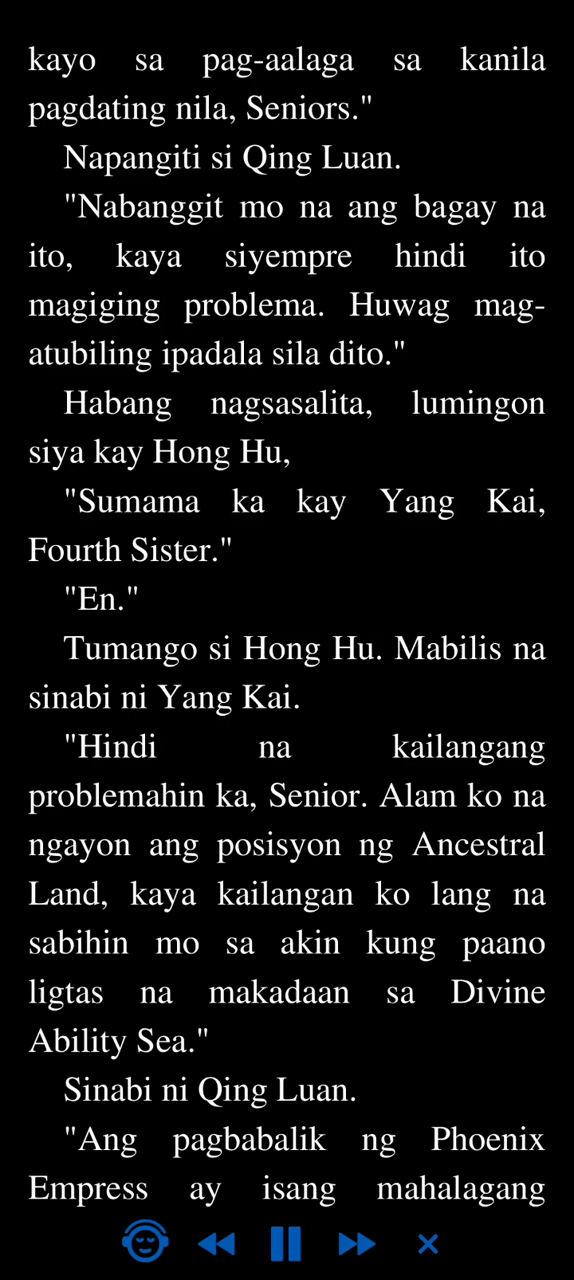 kayo sa pag-aalaga sa kanila
pagdating nila, Seniors."
Napangiti si Qing Luan.
"Nabanggit mo na ang bagay na
ito, kaya siyempre hindi ito
magiging problema. Huwag mag-
atubiling ipadala sila dito."
Habang nagsasalita, lumingon
siya kay Hong Hu,
"Sumama ka kay Yang Kai,
Fourth Sister."
"En."
Tumango si Hong Hu. Mabilis na
sinabi ni Yang Kai.
"Hindi na kailangang
problemahin ka, Senior. Alam ko na
ngayon ang posisyon ng Ancestral
Land, kaya kailangan ko lang na
sabihin mo sa akin kung paano
ligtas na makadaan sa Divine
Ability Sea."
Sinabi ni Qing Luan.
"Ang pagbabalik ng Phoenix
Empress ay isang mahalagang